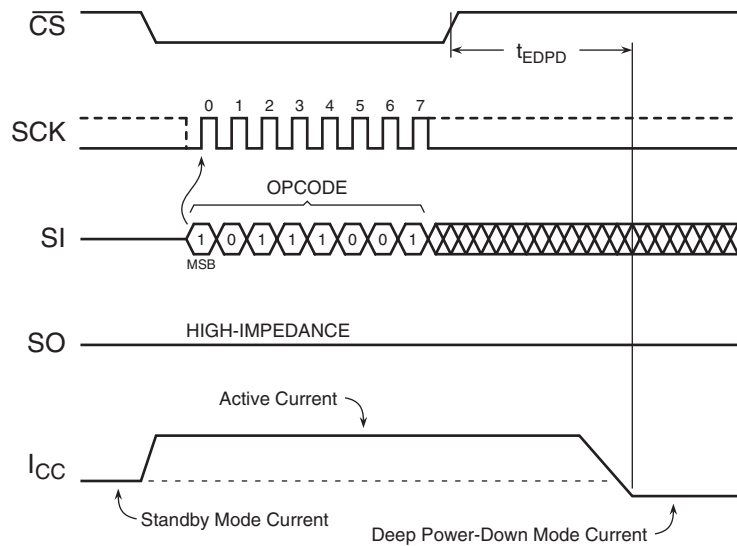 CS
tEDPD
0 1 2 3 4 5 6 7
SCK
OPCODE
SI
1 0 1 1 1 0 0 1
MSB
HIGH-IMPEDANCE
SO
Active Current
ICC
Standby Mode Current
Deep Power-Down Mode Current